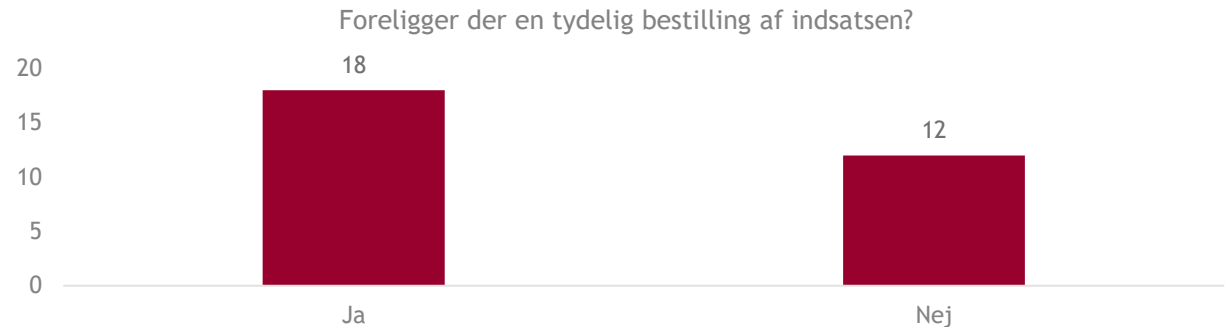 Foreligger der en tydelig bestilling af indsatsen?
20
18
15
12
10
5
0
Ja
Nej